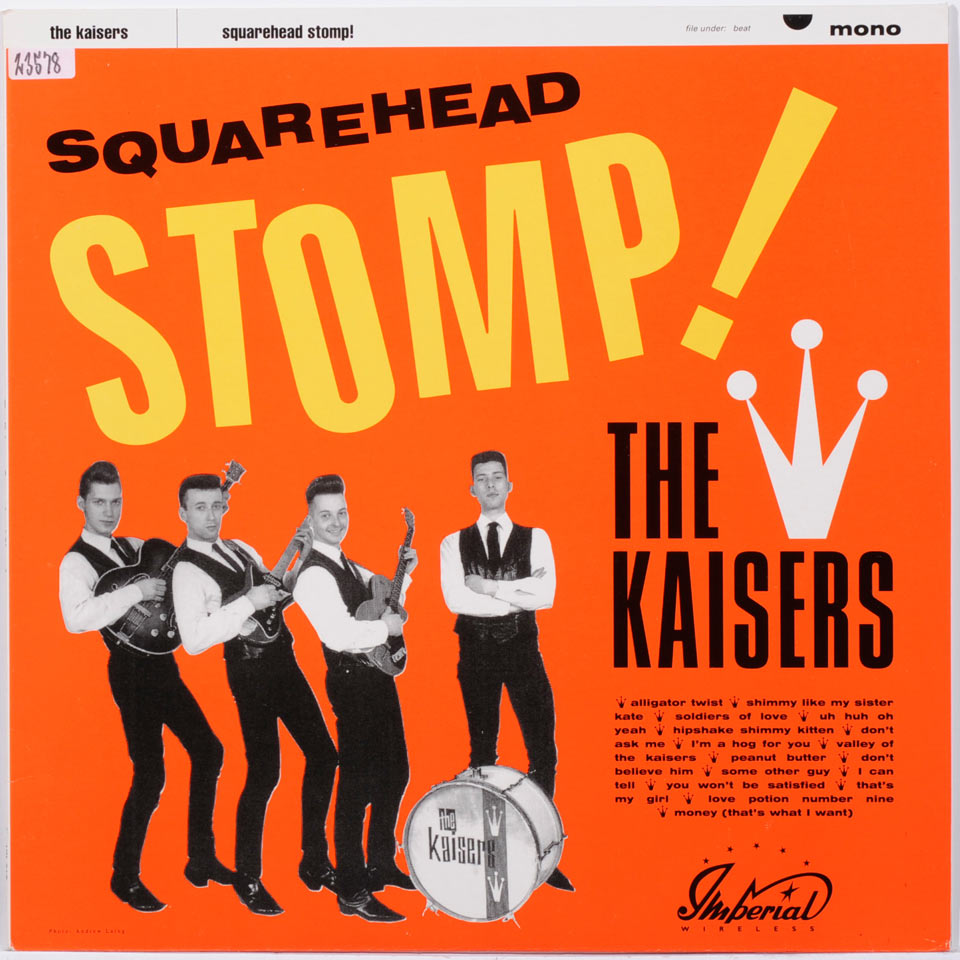 the kaisers
squarehead stomp!
file under: beat
mono
23578
SQUAREHEAD
STOMP!
THE
KAISERS
alligator twist shimmy like my sister
kate soldiers of love uh huh oh
yeah hipshake shimmy kitten don't
ask me I'm a hog for you valley of
the kaisers peanut butter don't
believe him some other guy I can
tell you won't be satisfied that's
my girl love potion number nine
money (that's what I want)
the
kaisers
Imperial
WIRELESS
Photo: Andrew Laing